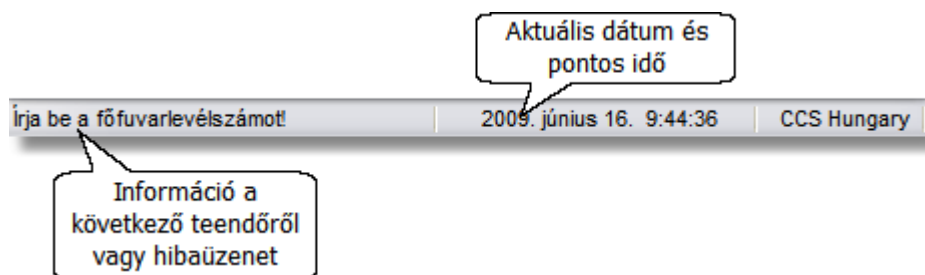 Aktuális dátum és
pontos idő
Írja be a főfuvarlevélszámot! 2009. június 16. 9:44:36 CCS Hungary
Információ a
következő teendőről
vagy hibaüzenet